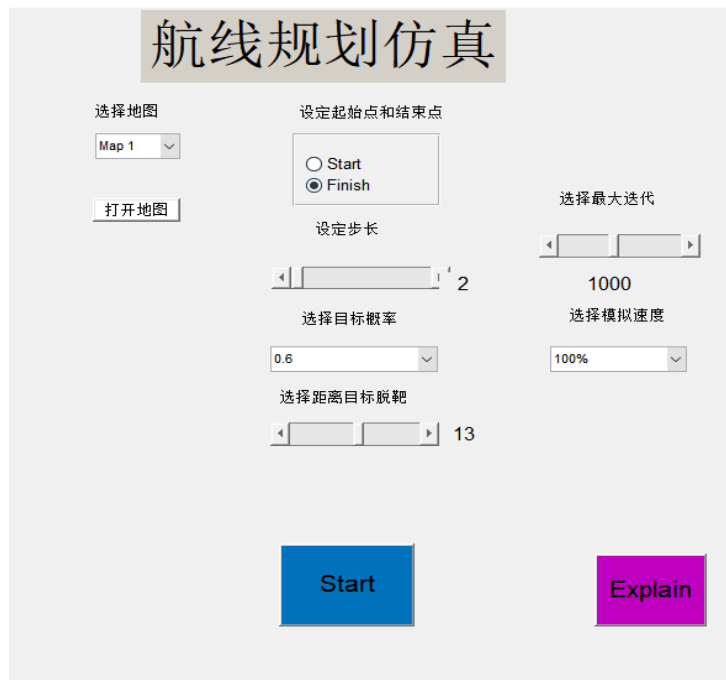 航线规划仿真
选择地图
Map 1
打开地图
设定起始点和结束点
Start
Finish
设定步长
2
选择目标概率
0.6
选择距离目标脱靶
13
选择最大迭代
1000
选择模拟速度
100%
Start
Explain